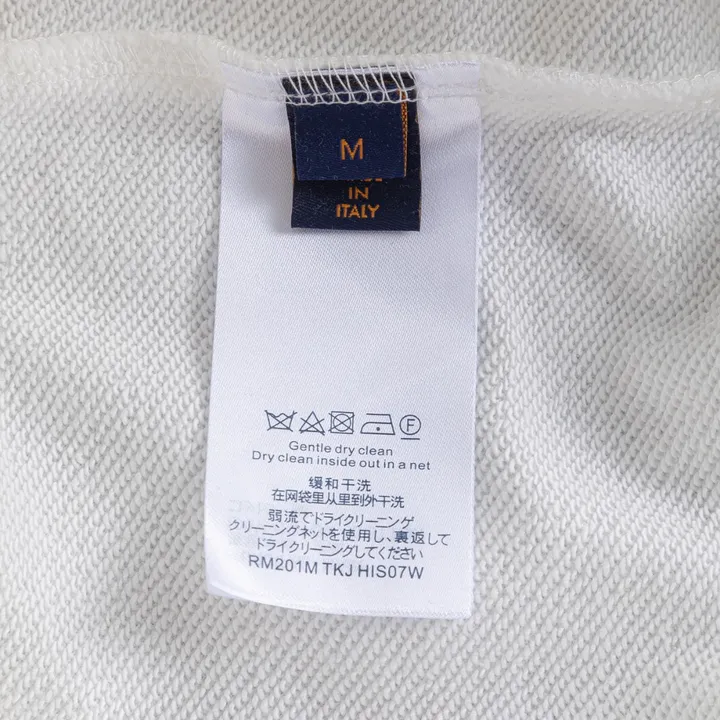 M
IN
ITALY
F
Gentle dry clean
Dry clean inside out in a net
缓和干洗
在网袋里从里到外干洗
弱流でドライクリーニング
クリーニングネットを使用し、裏返して
ドライクリーニングしてください
RM201M TKJ HIS07W